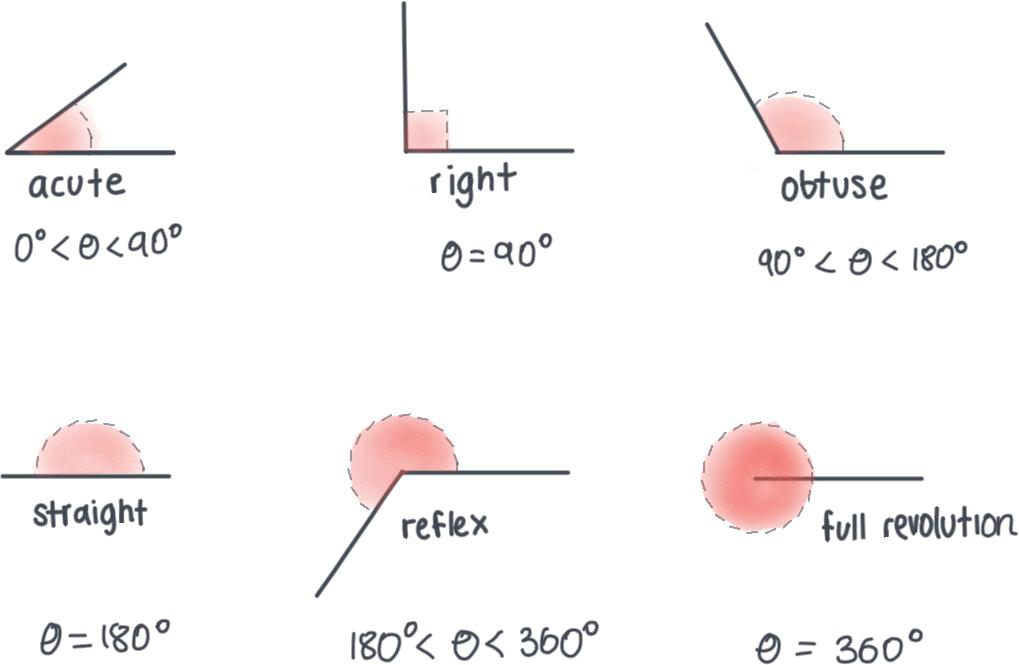 acute
0° < θ < 90°
right
θ = 90°
obtuse
90° < θ < 180°
straight
θ = 180°
reflex
180° < θ < 360°
full revolution
θ = 360°